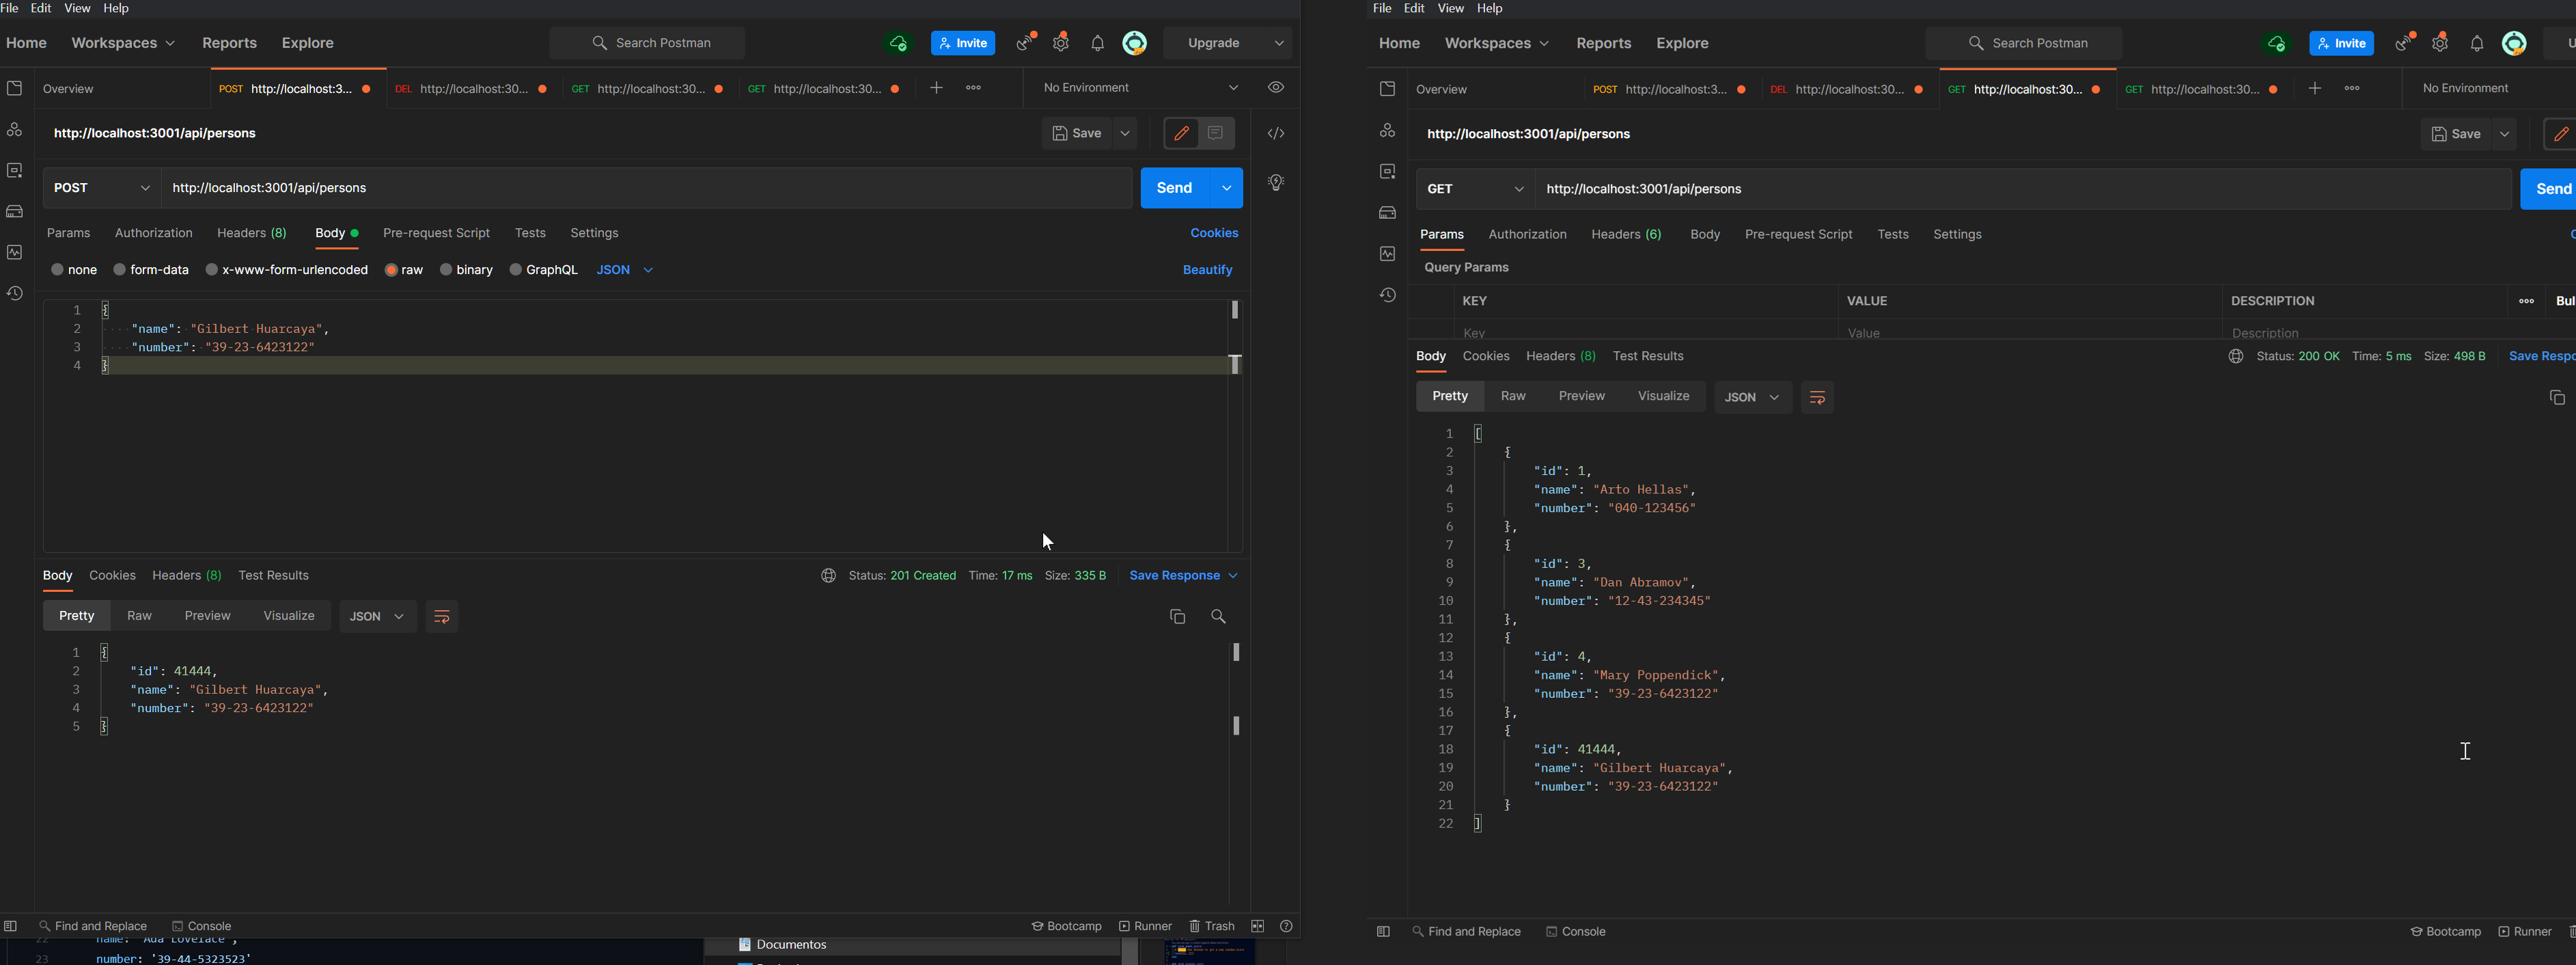 File Edit View Help
Home Workspaces Reports Explore Search Postman Invite Upgrade
Overview POST http://localhost:3... DEL http://localhost:30... GET http://localhost:30... GET http://localhost:30... No Environment
http://localhost:3001/api/persons Save
POST http://localhost:3001/api/persons Send
Params Authorization Headers (8) Body Pre-request Script Tests Settings Cookies
none form-data x-www-form-urlencoded raw binary GraphQL JSON Beautify
1 {
2 "name": "Gilbert Huarcaya",
3 "number": "39-23-6423122"
4 }
Body Cookies Headers (8) Test Results Status: 201 Created Time: 17 ms Size: 335 B Save Response
Pretty Raw Preview Visualize JSON
1 {
2 "id": 41444,
3 "name": "Gilbert Huarcaya",
4 "number": "39-23-6423122"
5 }
Find and Replace Console Bootcamp Runner Trash
22 name: "Ada Lovelace",
23 number: '39-44-5323523'
Documentos
File Edit View Help
Home Workspaces Reports Explore Search Postman Invite U
Overview POST http://localhost:3... DEL http://localhost:30... GET http://localhost:30... GET http://localhost:30... No Environment
http://localhost:3001/api/persons Save
GET http://localhost:3001/api/persons Send
Params Authorization Headers (6) Body Pre-request Script Tests Settings C
Query Params
KEY VALUE DESCRIPTION Bul
Key Value Description
Body Cookies Headers (8) Test Results Status: 200 OK Time: 5 ms Size: 498 B Save Respo
Pretty Raw Preview Visualize JSON
1 [
2 {
3 "id": 1,
4 "name": "Arto Hellas",
5 "number": "040-123456"
6 },
7 {
8 "id": 3,
9 "name": "Dan Abramov",
10 "number": "12-43-234345"
11 },
12 {
13 "id": 4,
14 "name": "Mary Poppendick",
15 "number": "39-23-6423122"
16 },
17 {
18 "id": 41444,
19 "name": "Gilbert Huarcaya",
20 "number": "39-23-6423122"
21 }
22 ]
Find and Replace Console Bootcamp Runner